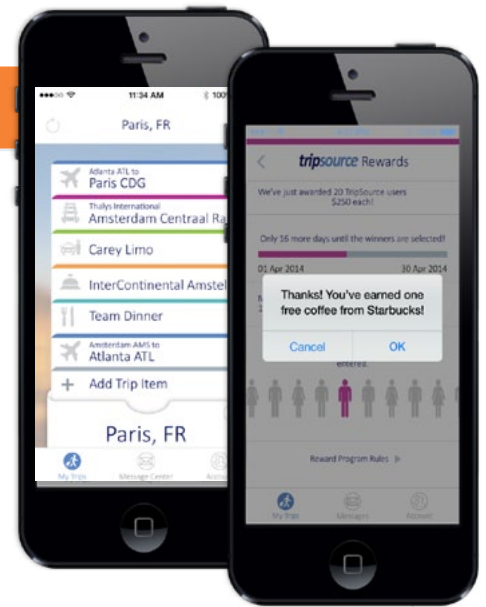 11:34 AM
100
Paris, FR
Atlanta ATL to
Paris CDG
Thalys International
Amsterdam Centraal Ra
Carey Limo
InterContinental Amstel
Team Dinner
Amsterdam AMS to
Atlanta ATL
+ Add Trip Item
Paris, FR
My Trips
Message Center
Accou
tripsource Rewards
We've just awarded 20 TripSource users
$250 each!
Only 16 more days until the winners are selected!
01 Apr 2014
30 Apr 2014
Thanks! You've earned one
free coffee from Starbucks!
Cancel
OK
entered.
Reward Program Rules
My Trips
Messages
Account